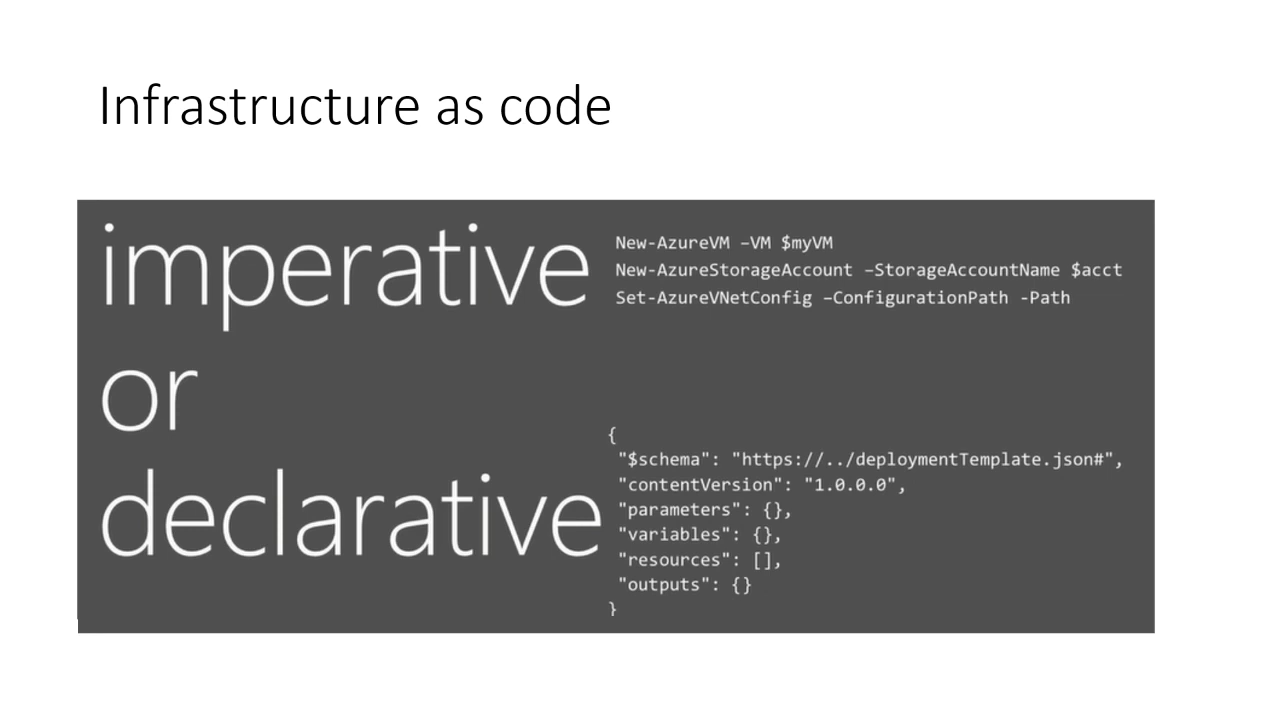 Infrastructure as code
imperative
or
declarative
New-AzureVM –VM $myVM
New-AzureStorageAccount –StorageAccountName $acct
Set-AzureVNetConfig –ConfigurationPath -Path
{
"$schema": "https://../deploymentTemplate.json#",
"contentVersion": "1.0.0.0",
"parameters": {},
"variables": {},
"resources": [],
"outputs": {}
}